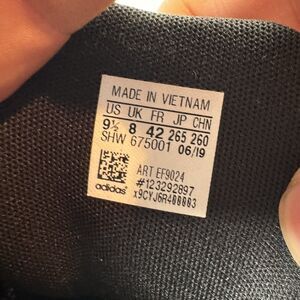 MADE IN VIETNAM
US UK FR JP CHN
9½ 8 42 265 260
SHW 675001 06/19
ART EF9024
#123292897
x9CYJ6R400003
adidas